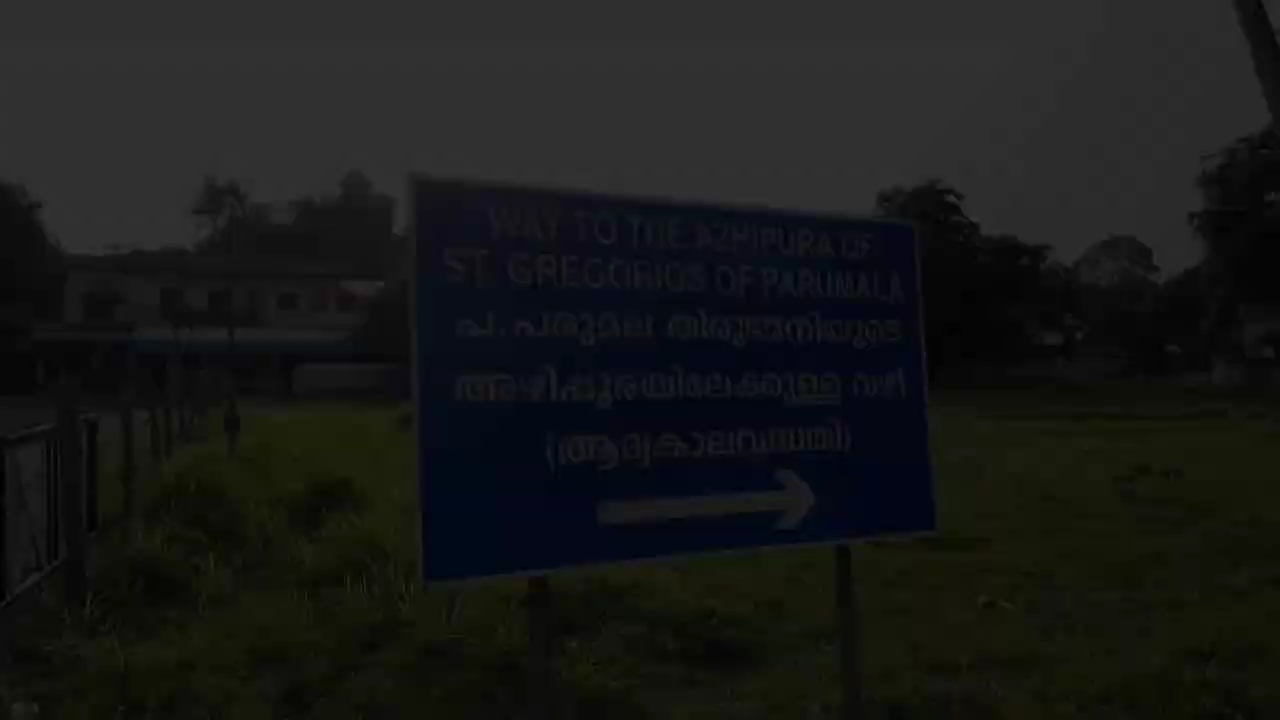 WAY TO THE AZHIPURA OF
ST. GREGORIOS OF PARUMALA
പ. പരുമല തിരുമേനിയുടെ
അഴിപ്പുരയിലേക്കുള്ള വഴി
(ആദ്യകാലവസതി)